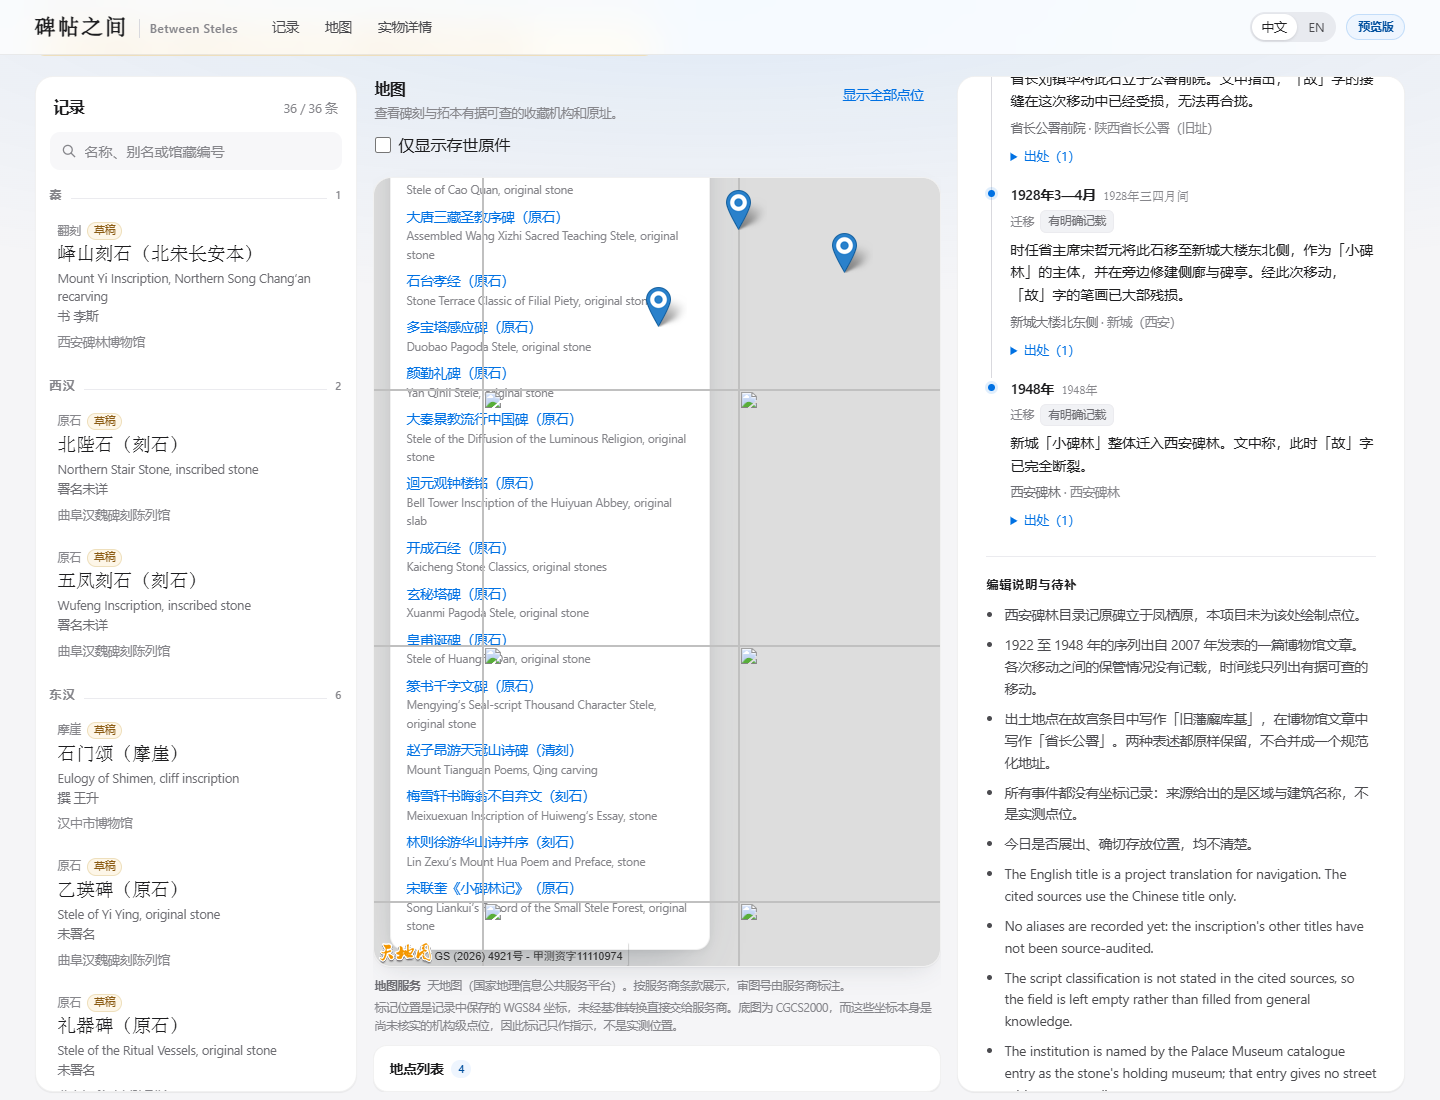 碑帖之间
Between Steles
记录
地图
实物详情
中文
EN
预览版
记录
36 / 36 条
名称、别名或馆藏编号
秦
1
翻刻 草稿
峄山刻石（北宋长安本）
Mount Yi Inscription, Northern Song Chang'an
recarving
书 李斯
西安碑林博物馆
西汉
2
原石 草稿
北陛石（刻石）
Northern Stair Stone, inscribed stone
署名未详
曲阜汉魏碑刻陈列馆
原石 草稿
五凤刻石（刻石）
Wufeng Inscription, inscribed stone
署名未详
曲阜汉魏碑刻陈列馆
东汉
6
摩崖 草稿
石门颂（摩崖）
Eulogy of Shimen, cliff inscription
撰 王升
汉中市博物馆
原石 草稿
乙瑛碑（原石）
Stele of Yi Ying, original stone
未署名
曲阜汉魏碑刻陈列馆
原石 草稿
礼器碑（原石）
Stele of the Ritual Vessels, original stone
未署名
地图
查看碑刻与拓本有据可查的收藏机构和原址。
显示全部点位
仅显示存世原件
Stele of Cao Quan, original stone
大唐三藏圣教序碑（原石）
Assembled Wang Xizhi Sacred Teaching Stele, original
stone
石台孝经（原石）
Stone Terrace Classic of Filial Piety, original stone
多宝塔感应碑（原石）
Duobao Pagoda Stele, original stone
颜勤礼碑（原石）
Yan Qinli Stele, original stone
大秦景教流行中国碑（原石）
Stele of the Diffusion of the Luminous Religion, original
stone
迴元观钟楼铭（原石）
Bell Tower Inscription of the Huiyuan Abbey, original
slab
开成石经（原石）
Kaicheng Stone Classics, original stones
玄秘塔碑（原石）
Xuanmi Pagoda Stele, original stone
皇甫诞碑（原石）
Stele of Huangfu Dan, original stone
篆书千字文碑（原石）
Mengying's Seal-script Thousand Character Stele,
original stone
赵子昂游天冠山诗碑（清刻）
Mount Tianguan Poems, Qing carving
梅雪轩书晦翁不自弃文（刻石）
Meixuexuan Inscription of Huiweng's Essay, stone
林则徐游华山诗并序（刻石）
Lin Zexu's Mount Hua Poem and Preface, stone
宋联奎《小碑林记》（原石）
Song Liankui's Record of the Small Stele Forest, original
stone
天地图
GS (2026) 4921号 - 甲测资字11110974
地图服务 天地图（国家地理信息公共服务平台）。按服务商条款展示，审图号由服务商标注。
标记位置是记录中保存的 WGS84 坐标，未经基准转换直接交给服务商。底图为 CGCS2000，而这些坐标本身是
尚未核实的机构级点位，因此标记只作指示，不是实测位置。
地点列表 4
省长刘镇华将此石立于公署前院。文中指出，「故」字的接
缝在这次移动中已经受损，无法再合拢。
省长公署前院 · 陕西省长公署（旧址）
出处（1）
1928年3—4月 1928年三四月间
迁移 有明确记载
时任省主席宋哲元将此石移至新城大楼东北侧，作为「小碑
林」的主体，并在旁边修建侧廊与碑亭。经此次移动，
「故」字的笔画已大部残损。
新城大楼北东侧 · 新城（西安）
出处（1）
1948年 1948年
迁移 有明确记载
新城「小碑林」整体迁入西安碑林。文中称，此时「故」字
已完全断裂。
西安碑林 · 西安碑林
出处（1）
编辑说明与待补
西安碑林目录记原碑立于凤栖原，本项目未为该处绘制点位。
1922 至 1948 年的序列出自 2007 年发表的一篇博物馆文章。
各次移动之间的保管情况没有记载，时间线只列出有据可查的
移动。
出土地点在故宫条目中写作「旧藩廨库基」，在博物馆文章中
写作「省长公署」。两种表述都原样保留，不合并成一个规范
化地址。
所有事件都没有坐标记录：来源给出的是区域与建筑名称，不
是实测点位。
今日是否展出、确切存放位置，均不清楚。
The English title is a project translation for navigation. The
cited sources use the Chinese title only.
No aliases are recorded yet: the inscription's other titles have
not been source-audited.
The script classification is not stated in the cited sources, so
the field is left empty rather than filled from general
knowledge.
The institution is named by the Palace Museum catalogue
entry as the stone's holding museum; that entry gives no street